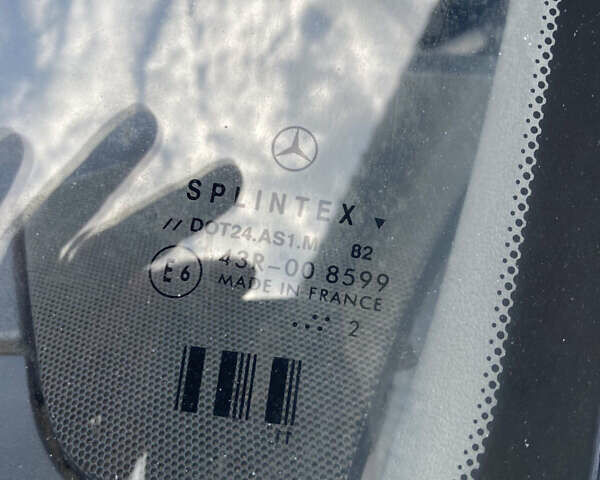 SPLINTEX
// DOT24.AS1.M 82
E6 43R-00 8599
MADE IN FRANCE
2